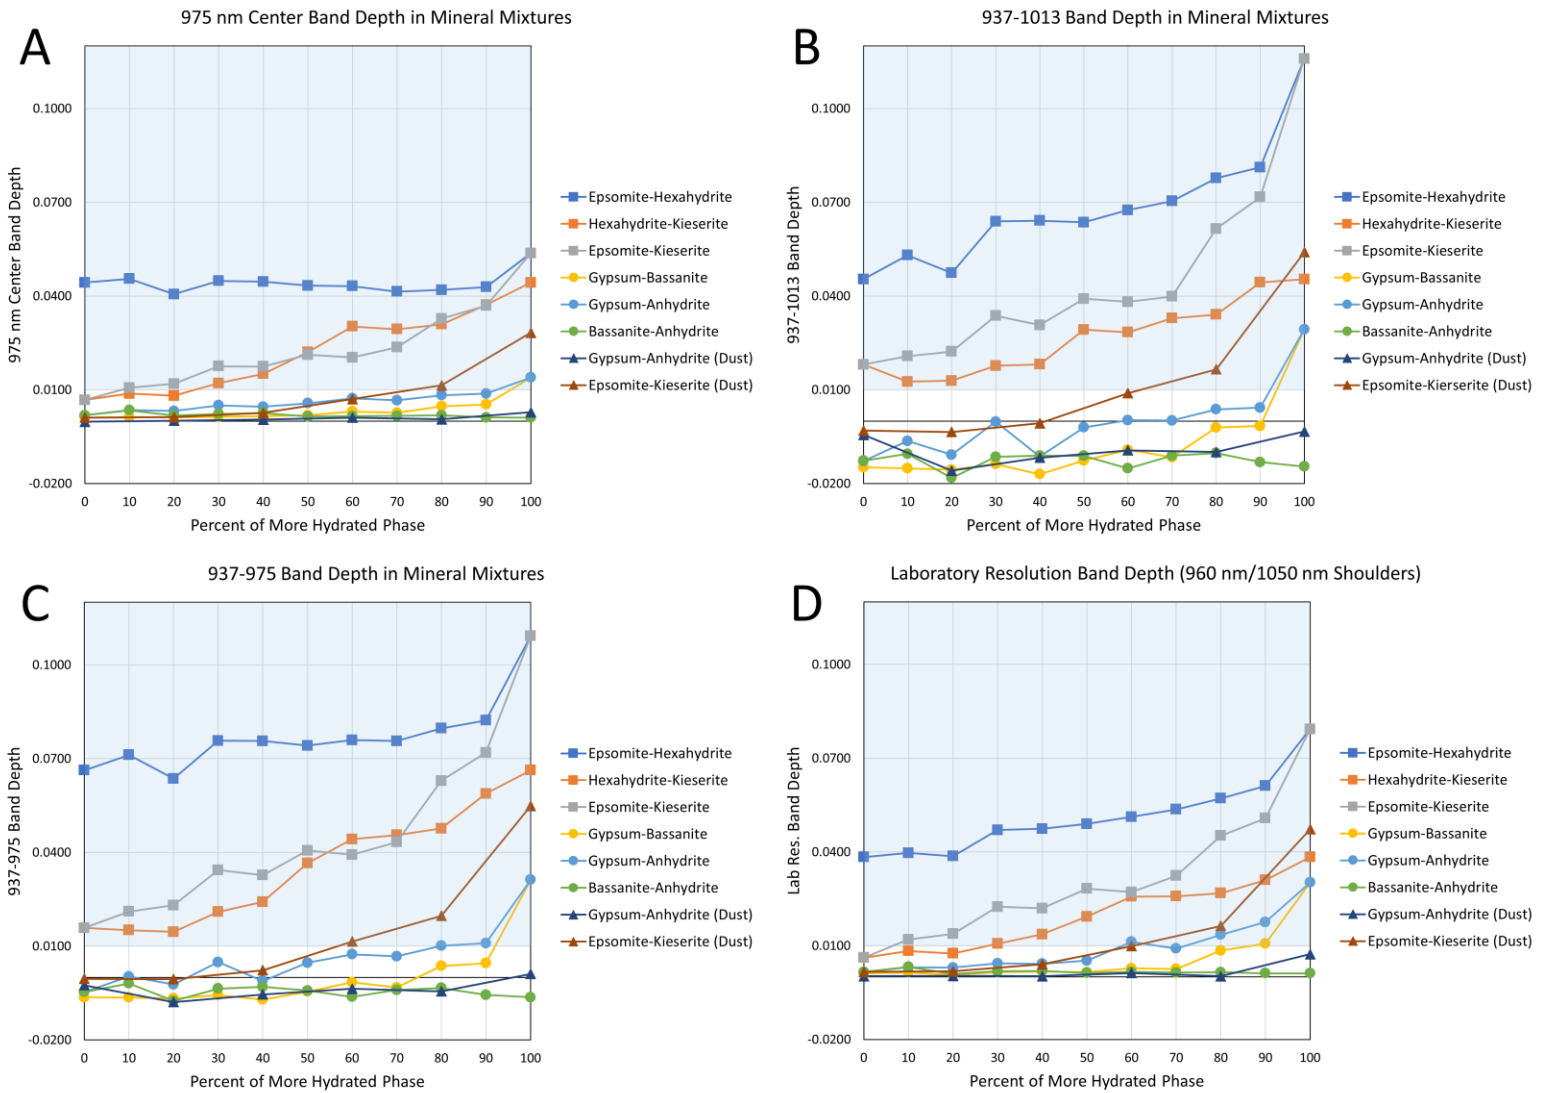 975 nm Center Band Depth in Mineral Mixtures
A
975 nm Center Band Depth
0.1000
0.0700
0.0400
0.0100
-0.0200
0 10 20 30 40 50 60 70 80 90 100
Percent of More Hydrated Phase
Epsomite-Hexahydrite
Hexahydrite-Kieserite
Epsomite-Kieserite
Gypsum-Bassanite
Gypsum-Anhydrite
Bassanite-Anhydrite
Gypsum-Anhydrite (Dust)
Epsomite-Kieserite (Dust)
937-1013 Band Depth in Mineral Mixtures
B
937-1013 Band Depth
0.1000
0.0700
0.0400
0.0100
-0.0200
0 10 20 30 40 50 60 70 80 90 100
Percent of More Hydrated Phase
Epsomite-Hexahydrite
Hexahydrite-Kieserite
Epsomite-Kieserite
Gypsum-Bassanite
Gypsum-Anhydrite
Bassanite-Anhydrite
Gypsum-Anhydrite (Dust)
Epsomite-Kierserite (Dust)
937-975 Band Depth in Mineral Mixtures
C
937-975 Band Depth
0.1000
0.0700
0.0400
0.0100
-0.0200
0 10 20 30 40 50 60 70 80 90 100
Percent of More Hydrated Phase
Epsomite-Hexahydrite
Hexahydrite-Kieserite
Epsomite-Kieserite
Gypsum-Bassanite
Gypsum-Anhydrite
Bassanite-Anhydrite
Gypsum-Anhydrite (Dust)
Epsomite-Kieserite (Dust)
Laboratory Resolution Band Depth (960 nm/1050 nm Shoulders)
D
Lab Res. Band Depth
0.1000
0.0700
0.0400
0.0100
-0.0200
0 10 20 30 40 50 60 70 80 90 100
Percent of More Hydrated Phase
Epsomite-Hexahydrite
Hexahydrite-Kieserite
Epsomite-Kieserite
Gypsum-Bassanite
Gypsum-Anhydrite
Bassanite-Anhydrite
Gypsum-Anhydrite (Dust)
Epsomite-Kieserite (Dust)